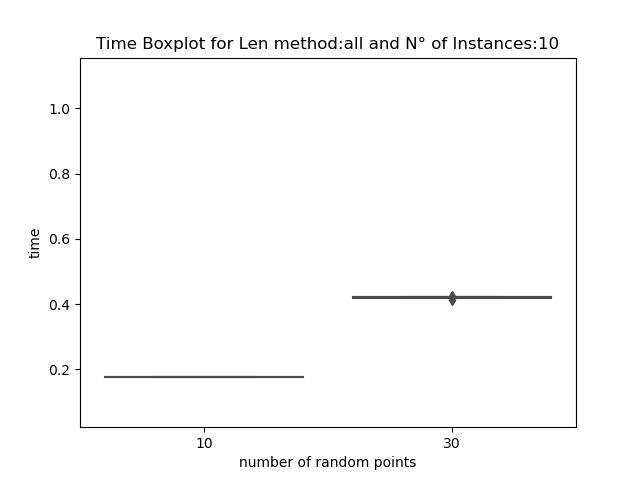 Time Boxplot for Len method:all and N° of Instances:10
1.0
0.8
0.6
0.4
0.2
time
10 30
number of random points